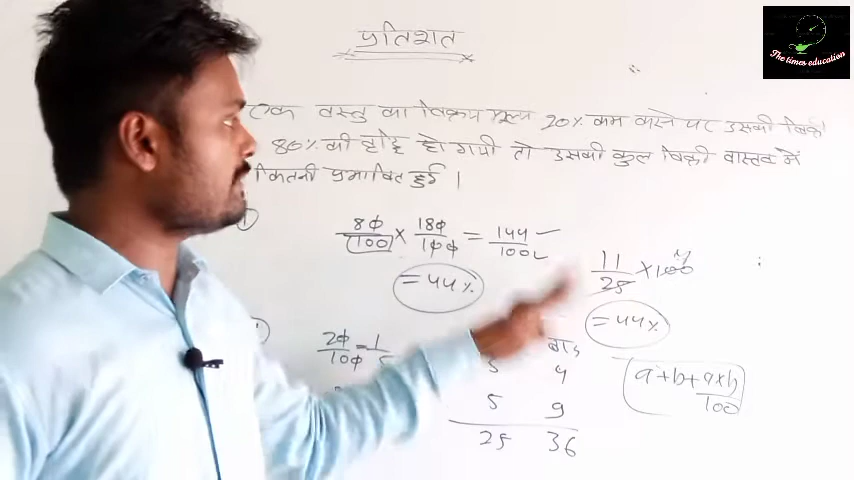 The times education
प्रतिशत
एक वस्तु का विक्रय मूल्य 20% कम करने पर उसकी बिक्री
80% की हो गयी तो उसकी कुल बिक्री वास्तव में
कितनी प्रभावित हुई ।
80/100 × 180/100 = 144/100
= 44%
11/25 × 100
= 44%
20/100 = 1/5
बाद
5 4
5 9
25 36
a+b+a×b/100